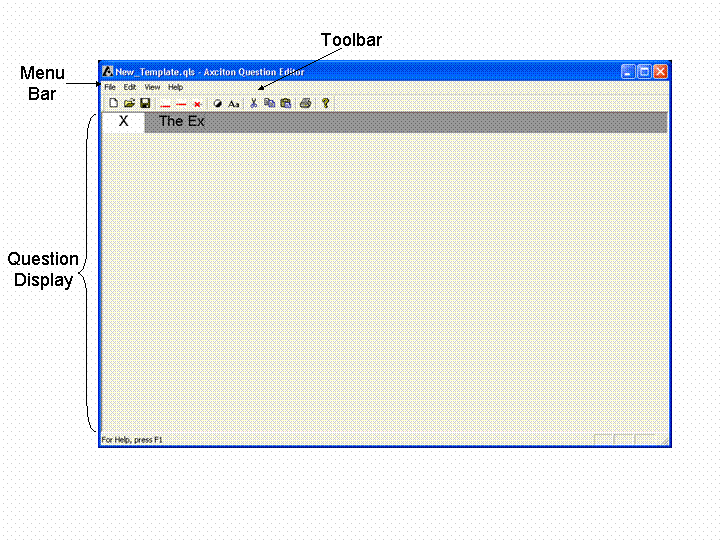 Toolbar
Menu
Bar
New_Template.qls - Axciton Question Editor
File Edit View Help
Aa
X The Ex
Question
Display
For Help, press F1